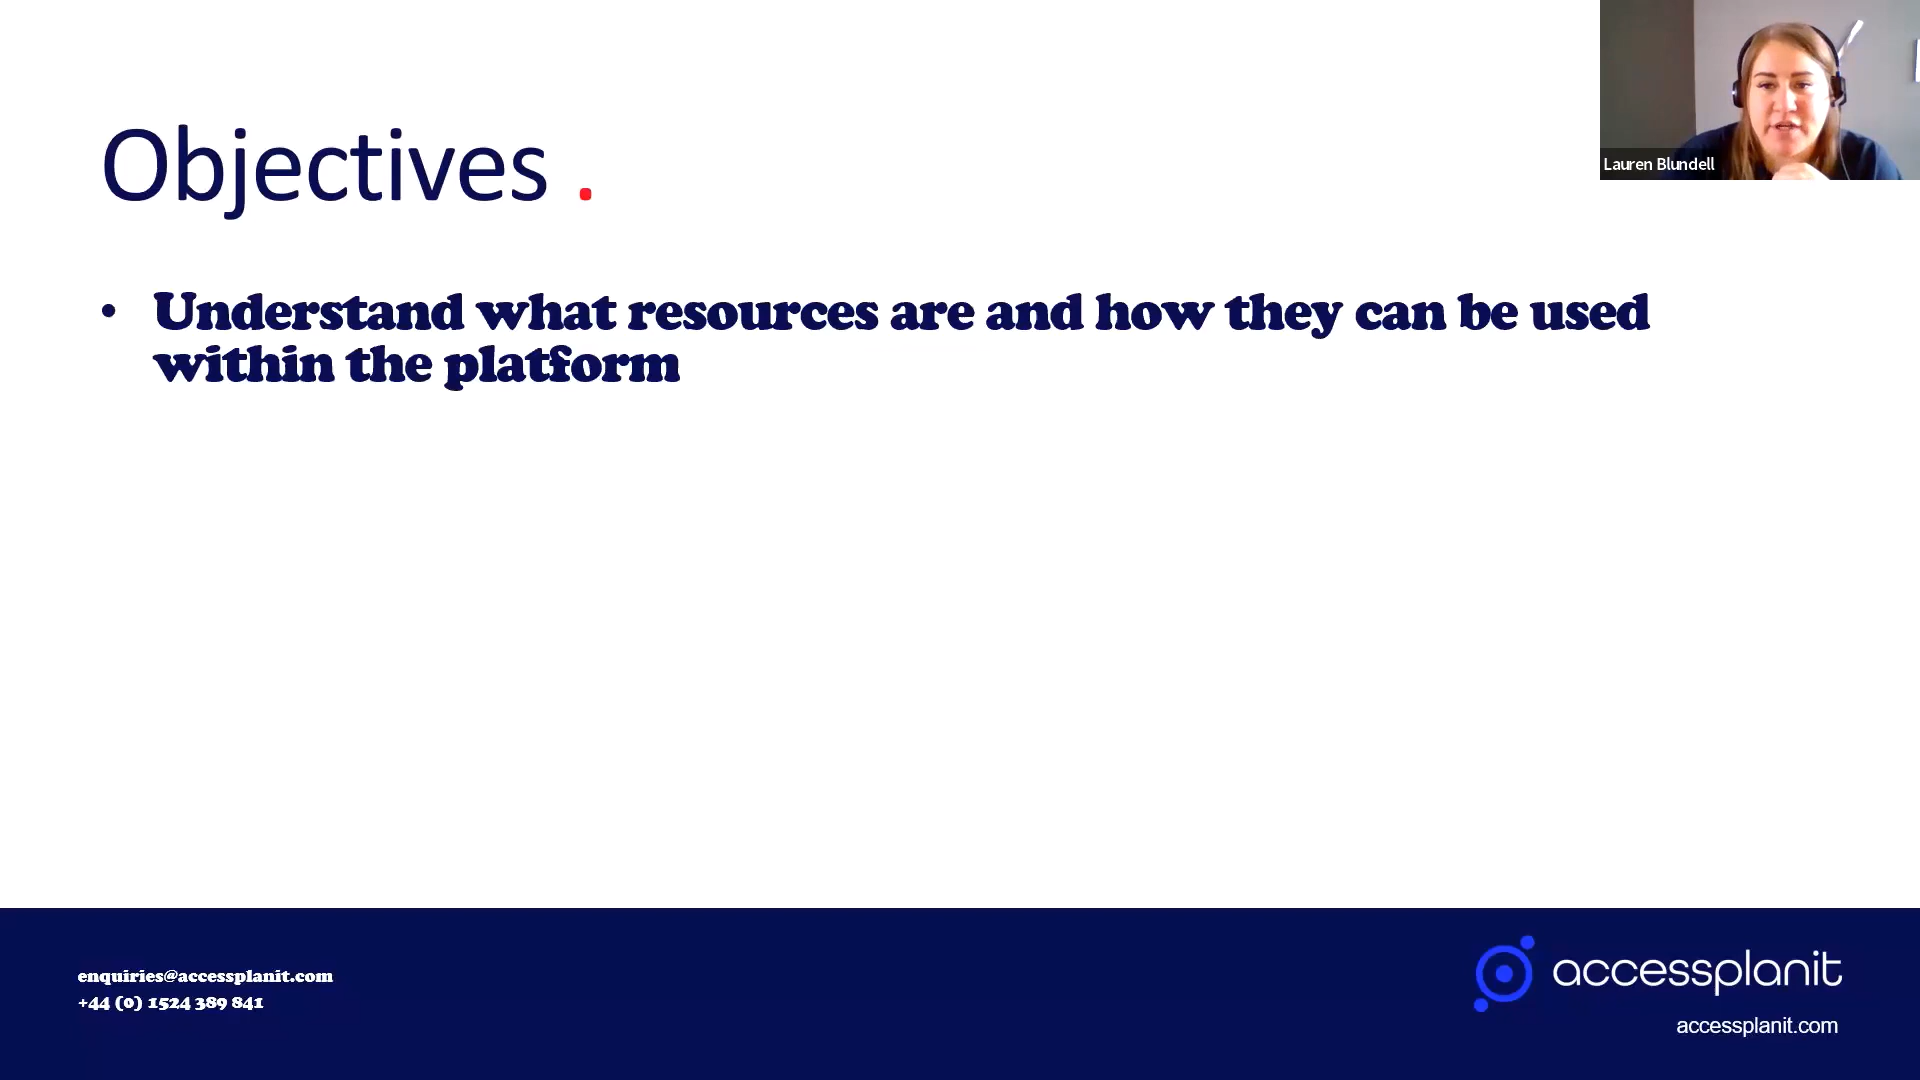 Objectives .
Lauren Blundell
• Understand what resources are and how they can be used
within the platform
enquiries@accessplanit.com
+44 (0) 1524 389 841
accessplanit
accessplanit.com